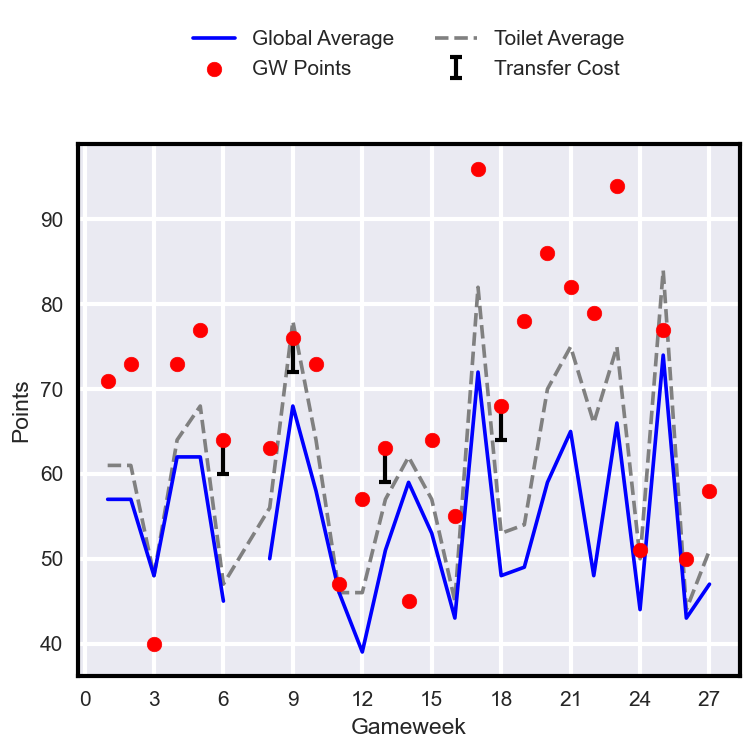 Global Average
Toilet Average
GW Points
Transfer Cost
90
80
70
60
50
40
Points
0 3 6 9 12 15 18 21 24 27
Gameweek